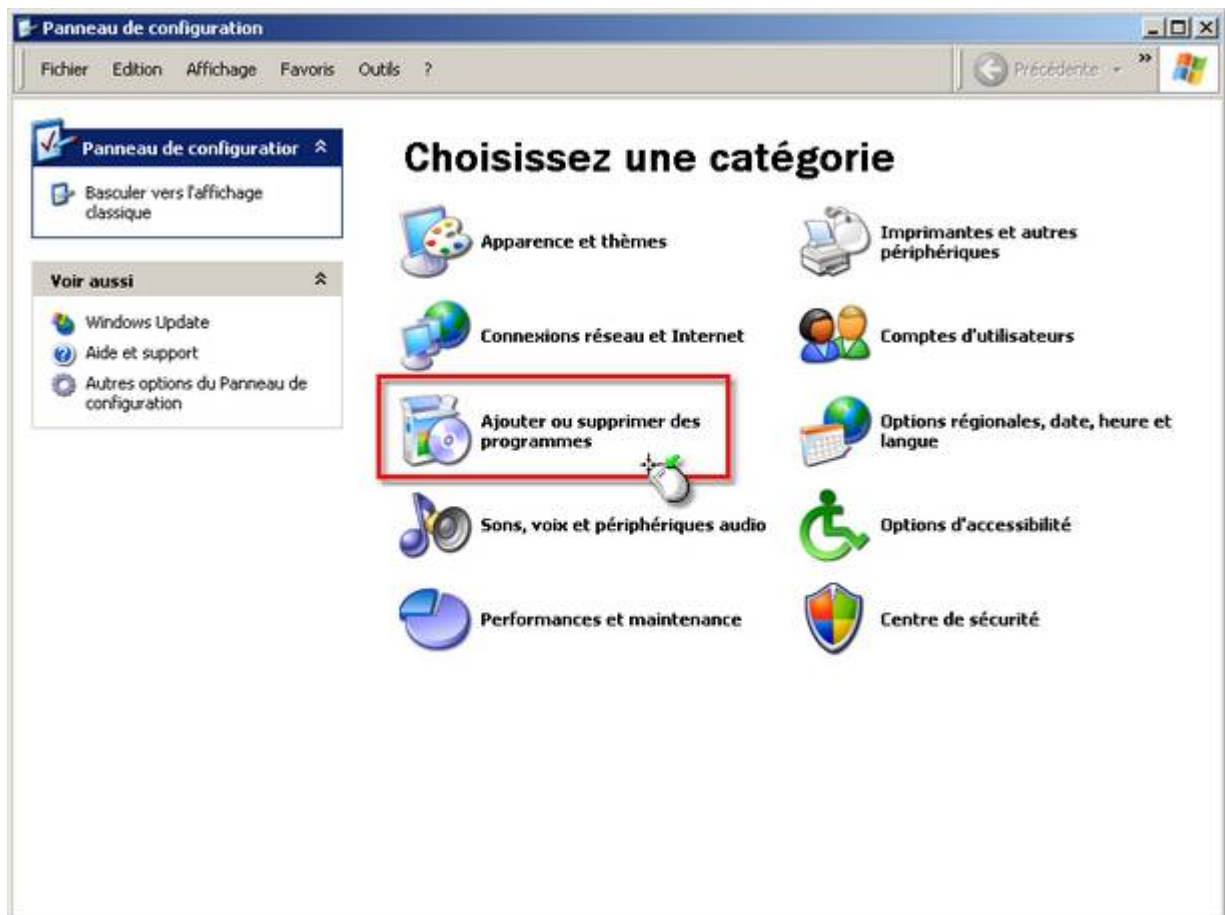 Panneau de configuration
Fichier Edition Affichage Favoris Outils ?
Précédente
Panneau de configuration
Basculer vers l'affichage
classique
Voir aussi
Windows Update
Aide et support
Autres options du Panneau de
configuration
Choisissez une catégorie
Apparence et thèmes
Imprimantes et autres
périphériques
Connexions réseau et Internet
Comptes d'utilisateurs
Ajouter ou supprimer des
programmes
Options régionales, date, heure et
langue
Sons, voix et périphériques audio
Options d'accessibilité
Performances et maintenance
Centre de sécurité